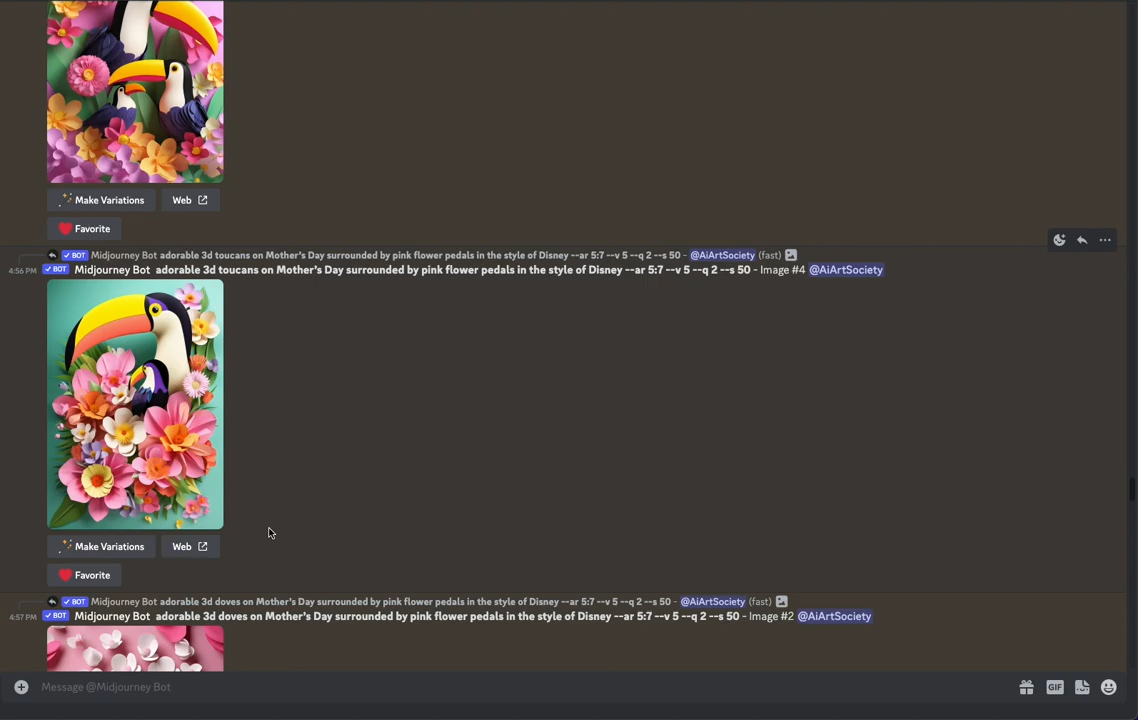 Make Variations Web
Favorite
BOT Midjourney Bot adorable 3d toucans on Mother's Day surrounded by pink flower pedals in the style of Disney --ar 5:7 --v 5 --q 2 --s 50 - @AiArtSociety (fast)
4:56 PM BOT Midjourney Bot adorable 3d toucans on Mother's Day surrounded by pink flower pedals in the style of Disney --ar 5:7 --v 5 --q 2 --s 50 - Image #4 @AiArtSociety
Make Variations Web
Favorite
BOT Midjourney Bot adorable 3d doves on Mother's Day surrounded by pink flower pedals in the style of Disney --ar 5:7 --v 5 --q 2 --s 50 - @AiArtSociety (fast)
4:57 PM BOT Midjourney Bot adorable 3d doves on Mother's Day surrounded by pink flower pedals in the style of Disney --ar 5:7 --v 5 --q 2 --s 50 - Image #2 @AiArtSociety
Message @Midjourney Bot GIF